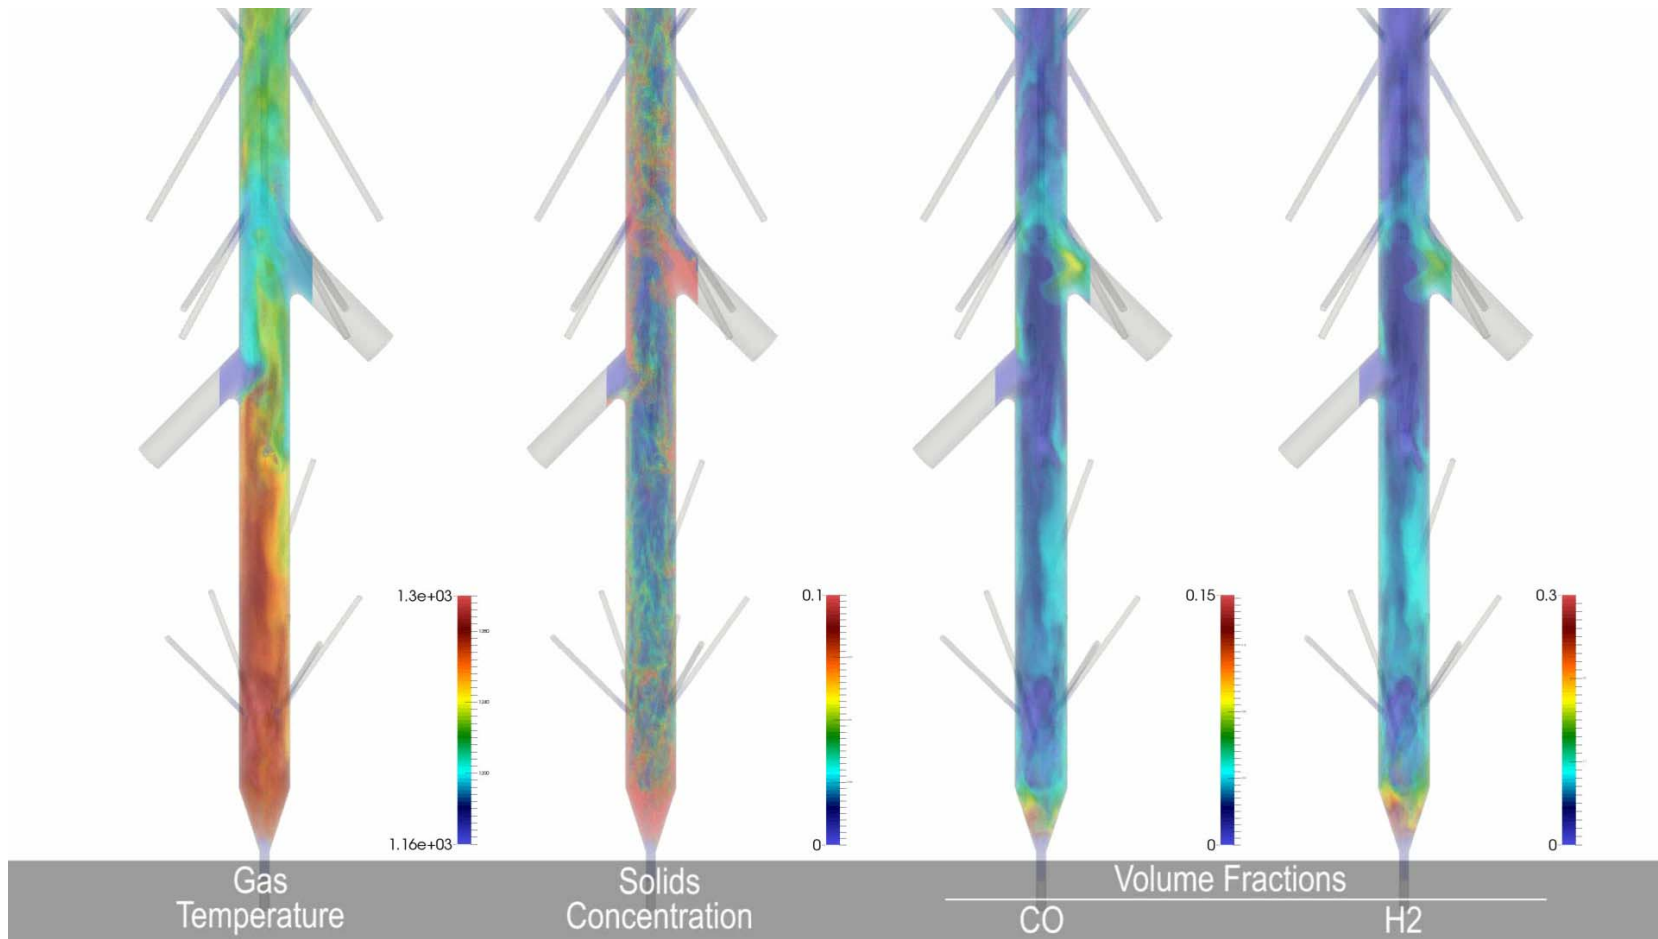 1.3e+03
1.16e+03
0.1
0
0.15
0
0.3
0
Gas
Temperature
Solids
Concentration
Volume Fractions
CO
H2